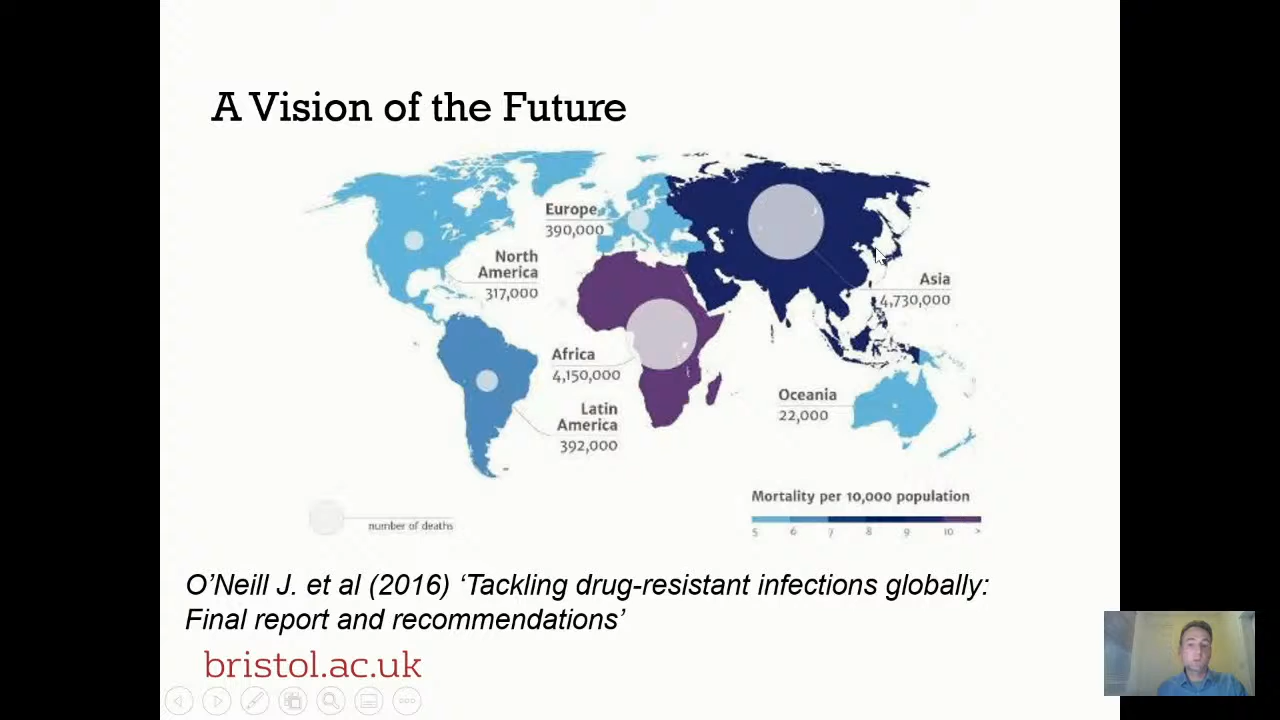 A Vision of the Future
Europe
390,000
North
America
317,000
Asia
4,730,000
Africa
4,150,000
Oceania
22,000
Latin
America
392,000
Mortality per 10,000 population
number of deaths
5 6 7 8 9 10 >
O’Neill J. et al (2016) ‘Tackling drug-resistant infections globally:
Final report and recommendations’
bristol.ac.uk